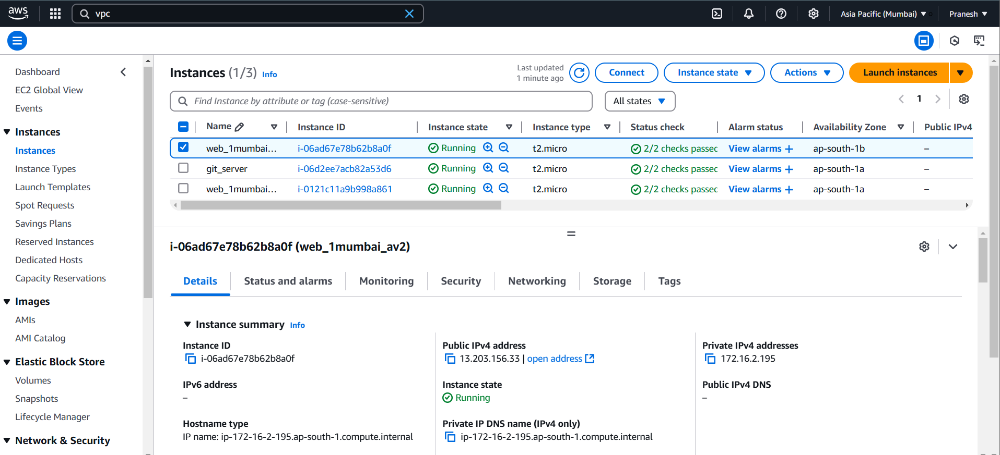 aws
vpc
Asia Pacific (Mumbai)
Pranesh
Dashboard
EC2 Global View
Events
Instances
Instances
Instance Types
Launch Templates
Spot Requests
Savings Plans
Reserved Instances
Dedicated Hosts
Capacity Reservations
Images
AMIs
AMI Catalog
Elastic Block Store
Volumes
Snapshots
Lifecycle Manager
Network & Security
Instances (1/3) Info
Last updated
1 minute ago
Connect
Instance state
Actions
Launch instances
Find Instance by attribute or tag (case-sensitive)
All states
1
Name Instance ID Instance state Instance type Status check Alarm status Availability Zone Public IPv4
web_1mumbai... i-06ad67e78b62b8a0f Running t2.micro 2/2 checks passec View alarms + ap-south-1b –
git_server i-06d2ee7acb82a53d6 Running t2.micro 2/2 checks passec View alarms + ap-south-1a –
web_1mumbai... i-0121c11a9b998a861 Running t2.micro 2/2 checks passec View alarms + ap-south-1a –
i-06ad67e78b62b8a0f (web_1mumbai_av2)
Details Status and alarms Monitoring Security Networking Storage Tags
Instance summary Info
Instance ID
i-06ad67e78b62b8a0f
Public IPv4 address
13.203.156.33 | open address
Private IPv4 addresses
172.16.2.195
IPv6 address
–
Instance state
Running
Public IPv4 DNS
–
Hostname type
IP name: ip-172-16-2-195.ap-south-1.compute.internal
Private IP DNS name (IPv4 only)
ip-172-16-2-195.ap-south-1.compute.internal